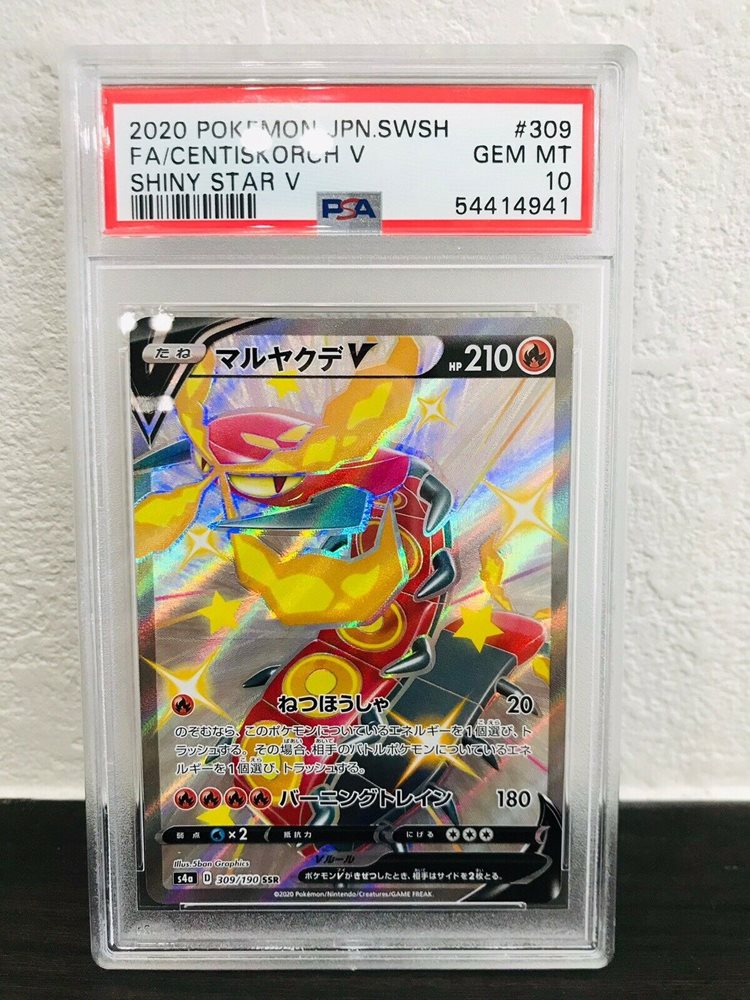 2020 POKEMON JPN.SWSH #309
FA/CENTISKORCH V GEM MT
SHINY STAR V 10
PSA 54414941
たね マルヤクデV HP210
ねつほうしゃ 20
のぞむなら、このポケモンについているエネルギーを1個選び、ト
ラッシュする。その場合、相手のバトルポケモンについているエネ
ルギーを1個選び、トラッシュする。
バーニングトレイン 180
弱点 ×2 抵抗力 にげる
Vルール
Illus.5ban Graphics
ポケモンVがきぜつしたとき、相手はサイドを2枚とる。
s4a D 309/190 SSR
©2020 Pokémon/Nintendo/Creatures/GAME FREAK.